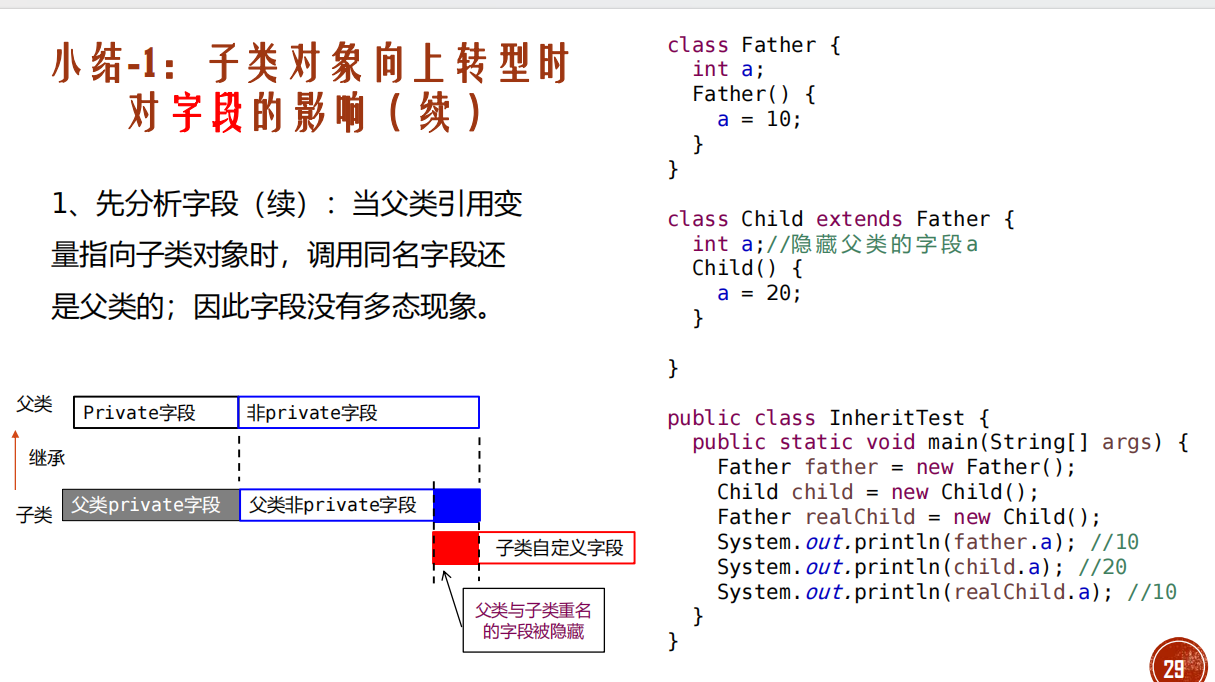 小结-1：子类对象向上转型时
对字段的影响（续）
1、先分析字段（续）：当父类引用变
量指向子类对象时，调用同名字段还
是父类的；因此字段没有多态现象。
父类
Private字段
非private字段
继承
子类
父类private字段
父类非private字段
子类自定义字段
父类与子类重名
的字段被隐藏
class Father {
int a;
Father() {
a = 10;
}
}
class Child extends Father {
int a;//隐藏父类的字段a
Child() {
a = 20;
}
}
public class InheritTest {
public static void main(String[] args) {
Father father = new Father();
Child child = new Child();
Father realChild = new Child();
System.out.println(father.a); //10
System.out.println(child.a); //20
System.out.println(realChild.a); //10
}
}
29